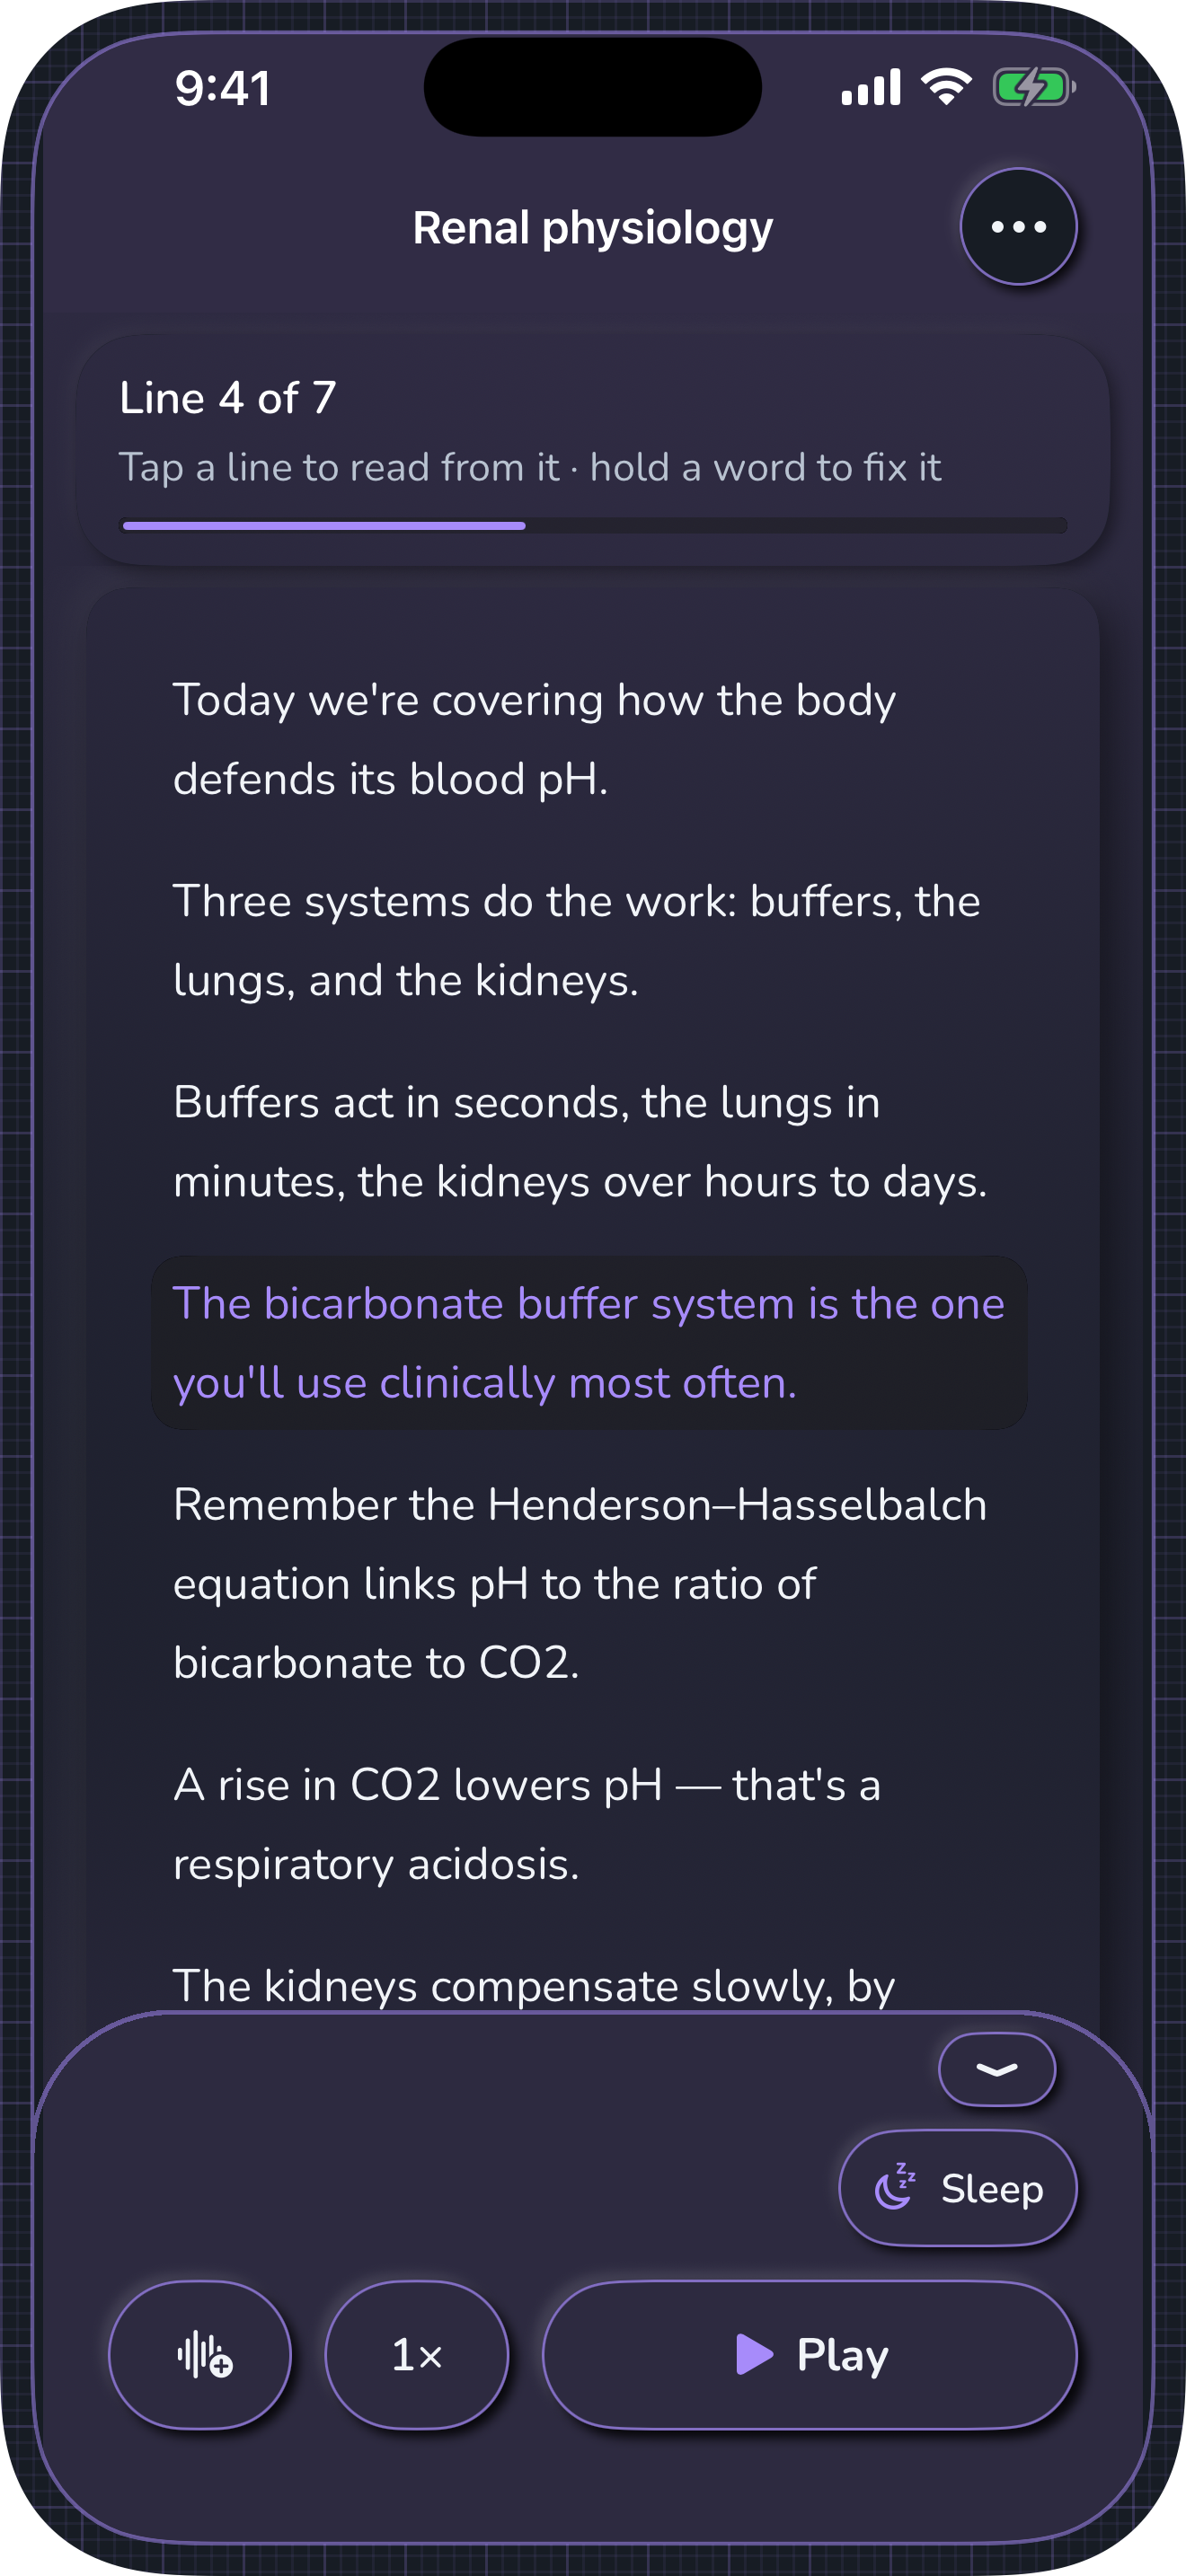 9:41
Renal physiology
Line 4 of 7
Tap a line to read from it · hold a word to fix it
Today we're covering how the body
defends its blood pH.
Three systems do the work: buffers, the
lungs, and the kidneys.
Buffers act in seconds, the lungs in
minutes, the kidneys over hours to days.
The bicarbonate buffer system is the one
you'll use clinically most often.
Remember the Henderson–Hasselbalch
equation links pH to the ratio of
bicarbonate to CO2.
A rise in CO2 lowers pH — that's a
respiratory acidosis.
The kidneys compensate slowly, by
Sleep
1×
Play